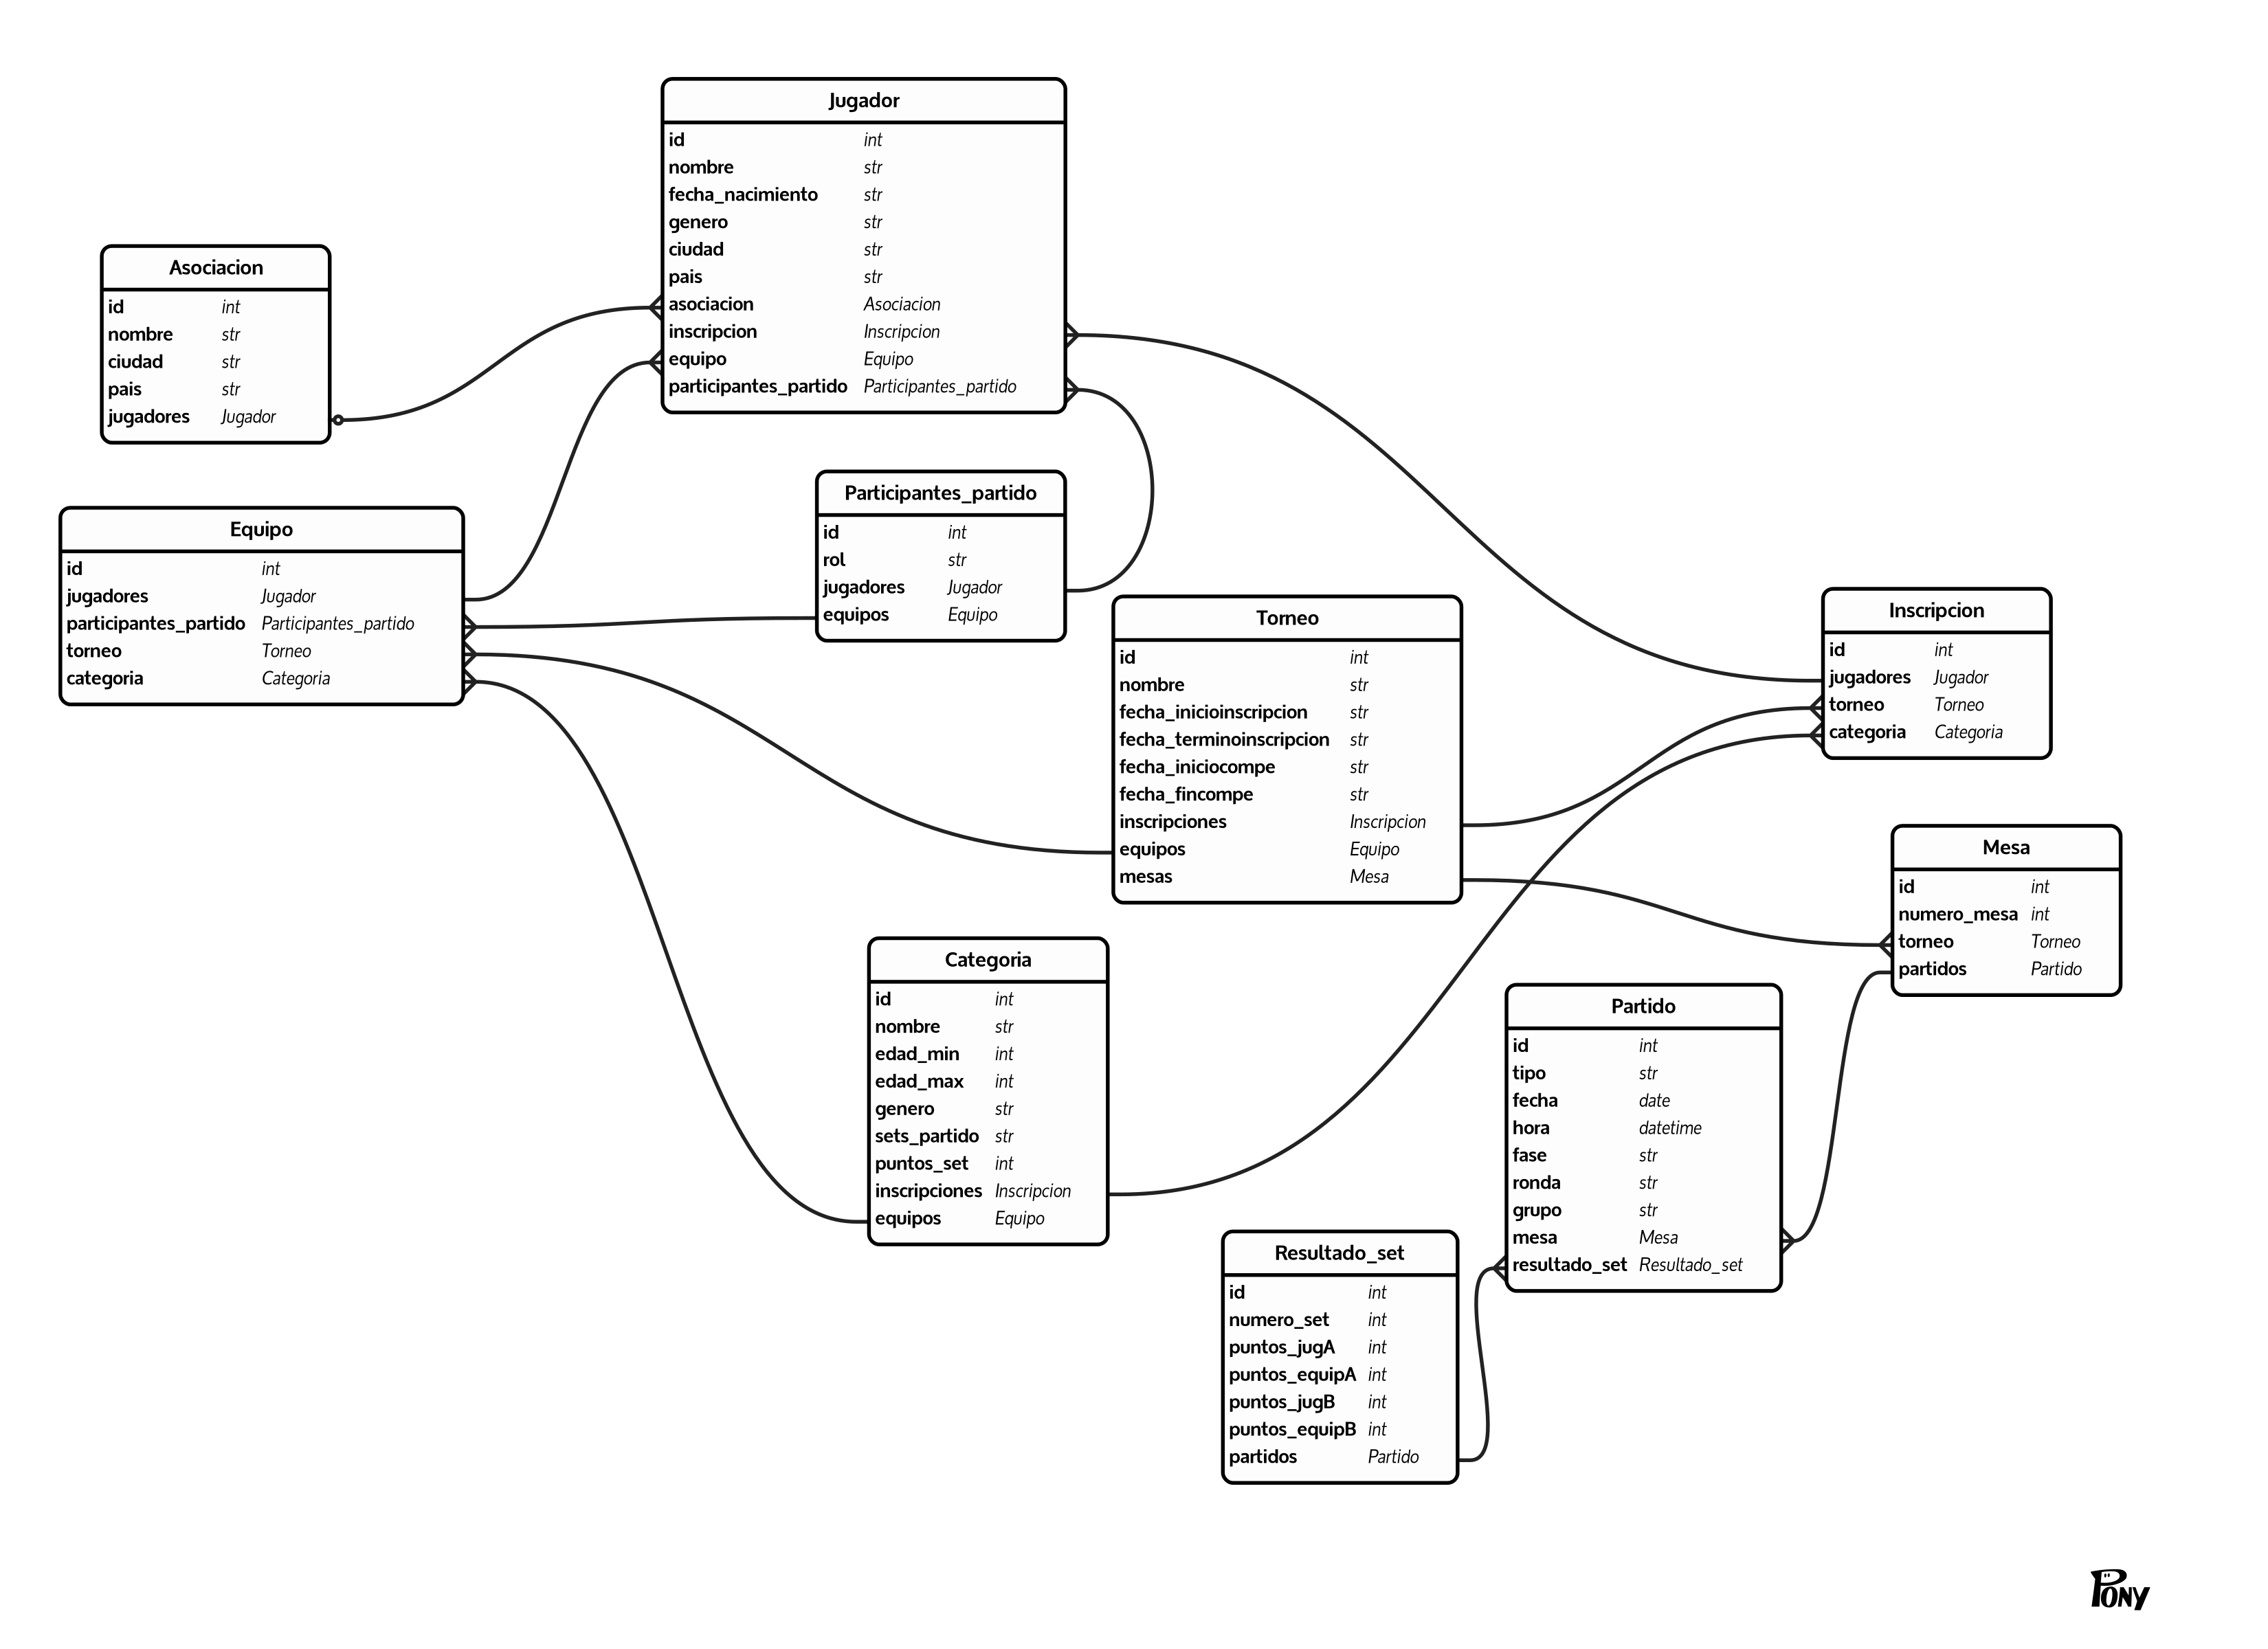 Jugador
id int
nombre str
fecha_nacimiento str
genero str
ciudad str
pais str
asociacion Asociacion
inscripcion Inscripcion
equipo Equipo
participantes_partido Participantes_partido
Asociacion
id int
nombre str
ciudad str
pais str
jugadores Jugador
Participantes_partido
id int
rol str
jugadores Jugador
equipos Equipo
Equipo
id int
jugadores Jugador
participantes_partido Participantes_partido
torneo Torneo
categoria Categoria
Torneo
id int
nombre str
fecha_inicioinscripcion str
fecha_terminoinscripcion str
fecha_iniciocompe str
fecha_fincompe str
inscripciones Inscripcion
equipos Equipo
mesas Mesa
Inscripcion
id int
jugadores Jugador
torneo Torneo
categoria Categoria
Mesa
id int
numero_mesa int
torneo Torneo
partidos Partido
Categoria
id int
nombre str
edad_min int
edad_max int
genero str
sets_partido str
puntos_set int
inscripciones Inscripcion
equipos Equipo
Partido
id int
tipo str
fecha date
hora datetime
fase str
ronda str
grupo str
mesa Mesa
resultado_set Resultado_set
Resultado_set
id int
numero_set int
puntos_jugA int
puntos_equipA int
puntos_jugB int
puntos_equipB int
partidos Partido
PONY